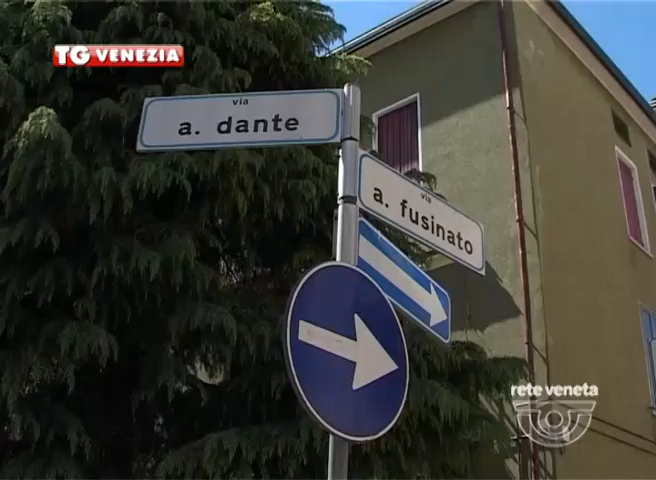 TG VENEZIA
via
a. dante
via
a. fusinato
rete veneta